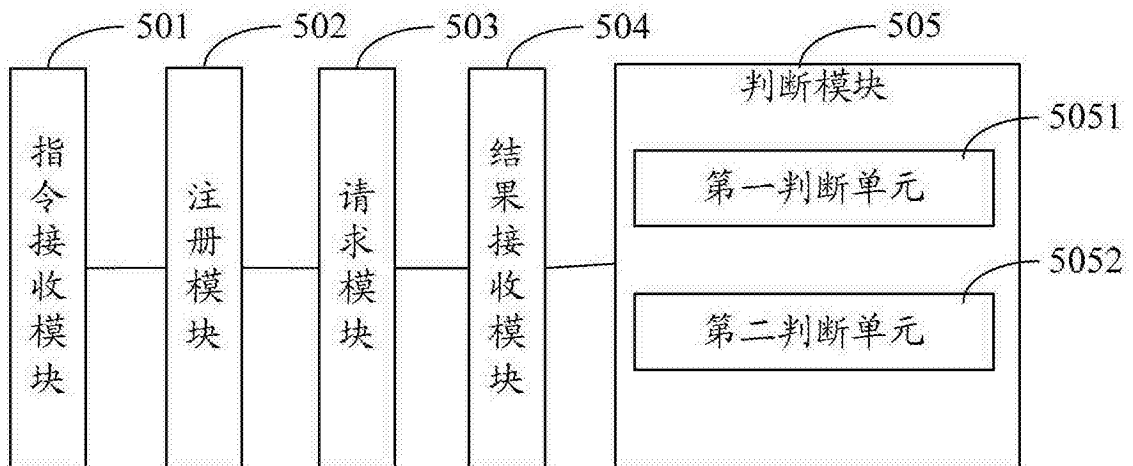 501
502
503
504
505
指令接收模块
注册模块
请求模块
结果接收模块
判断模块
5051
第一判断单元
5052
第二判断单元